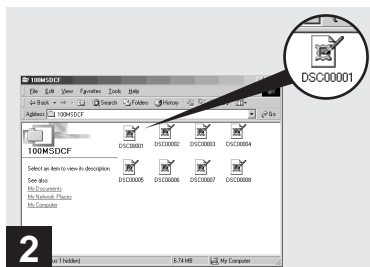 DSC00001
100MSDCF
File Edit View Favorites Tools Help
Back Search Folders History
Address 100MSDCF Go
100MSDCF
Select an item to view its description.
See also:
My Documents
My Network Places
My Computer
DSC00001 DSC00002 DSC00003 DSC00004
DSC00005 DSC00006 DSC00007 DSC00008
2
us 1 hidden) 6.74 MB My Computer